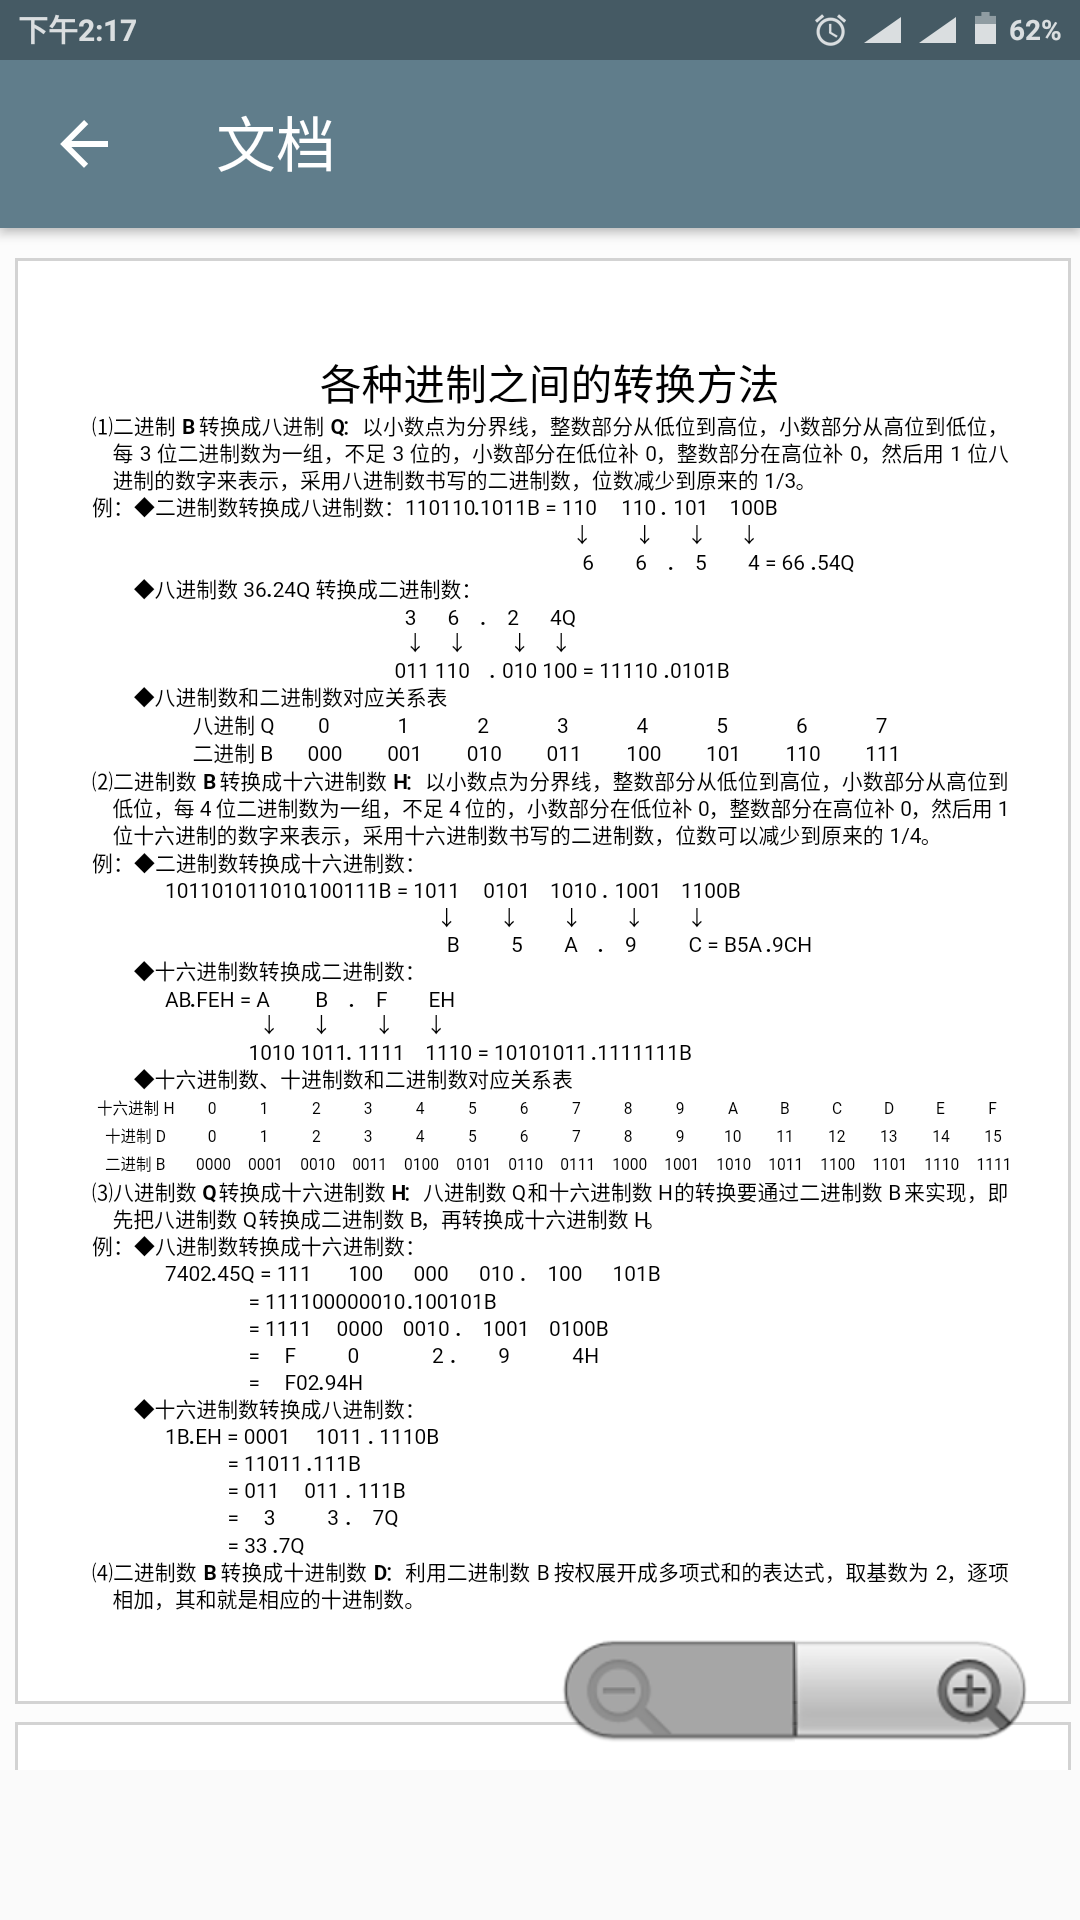 下午2:17
62%
文档
各种进制之间的转换方法
⑴二进制 B 转换成八进制 Q：以小数点为分界线，整数部分从低位到高位，小数部分从高位到低位，
每 3 位二进制数为一组，不足 3 位的，小数部分在低位补 0，整数部分在高位补 0，然后用 1 位八
进制的数字来表示，采用八进制数书写的二进制数，位数减少到原来的 1/3。
例：◆二进制数转换成八进制数：110110.1011B = 110 110 . 101 100B
↓ ↓ ↓ ↓
6 6 . 5 4 = 66 .54Q
◆八进制数 36.24Q 转换成二进制数：
3 6 . 2 4Q
↓ ↓ ↓ ↓
011 110 . 010 100 = 11110 .0101B
◆八进制数和二进制数对应关系表
八进制 Q 0 1 2 3 4 5 6 7
二进制 B 000 001 010 011 100 101 110 111
⑵二进制数 B 转换成十六进制数 H：以小数点为分界线，整数部分从低位到高位，小数部分从高位到
低位，每 4 位二进制数为一组，不足 4 位的，小数部分在低位补 0，整数部分在高位补 0，然后用 1
位十六进制的数字来表示，采用十六进制数书写的二进制数，位数可以减少到原来的 1/4。
例：◆二进制数转换成十六进制数：
101101011010.100111B = 1011 0101 1010 . 1001 1100B
↓ ↓ ↓ ↓ ↓
B 5 A . 9 C = B5A .9CH
◆十六进制数转换成二进制数：
AB.FEH = A B . F EH
↓ ↓ ↓ ↓
1010 1011. 1111 1110 = 10101011 .1111111B
◆十六进制数、十进制数和二进制数对应关系表
十六进制 H 0 1 2 3 4 5 6 7 8 9 A B C D E F
十进制 D 0 1 2 3 4 5 6 7 8 9 10 11 12 13 14 15
二进制 B 0000 0001 0010 0011 0100 0101 0110 0111 1000 1001 1010 1011 1100 1101 1110 1111
⑶八进制数 Q 转换成十六进制数 H：八进制数 Q 和十六进制数 H 的转换要通过二进制数 B 来实现，即
先把八进制数 Q 转换成二进制数 B，再转换成十六进制数 H。
例：◆八进制数转换成十六进制数：
7402.45Q = 111 100 000 010 . 100 101B
= 111100000010.100101B
= 1111 0000 0010 . 1001 0100B
= F 0 2 . 9 4H
= F02.94H
◆十六进制数转换成八进制数：
1B.EH = 0001 1011 . 1110B
= 11011 .111B
= 011 011 . 111B
= 3 3 . 7Q
= 33 .7Q
⑷二进制数 B 转换成十进制数 D：利用二进制数 B 按权展开成多项式和的表达式，取基数为 2，逐项
相加，其和就是相应的十进制数。